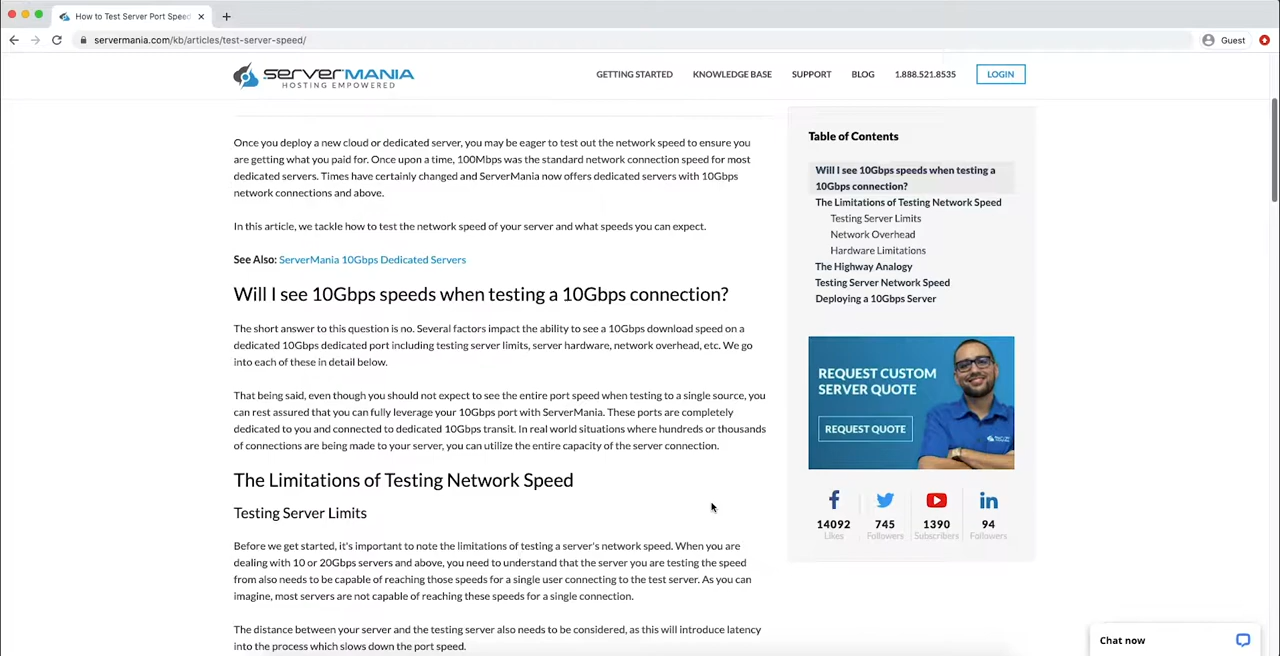 How to Test Server Port Speed
servermania.com/kb/articles/test-server-speed/
Guest
SERVERMANIA
HOSTING EMPOWERED
GETTING STARTED
KNOWLEDGE BASE
SUPPORT
BLOG
1.888.521.8535
LOGIN
Once you deploy a new cloud or dedicated server, you may be eager to test out the network speed to ensure you
are getting what you paid for. Once upon a time, 100Mbps was the standard network connection speed for most
dedicated servers. Times have certainly changed and ServerMania now offers dedicated servers with 10Gbps
network connections and above.
In this article, we tackle how to test the network speed of your server and what speeds you can expect.
See Also: ServerMania 10Gbps Dedicated Servers
Will I see 10Gbps speeds when testing a 10Gbps connection?
The short answer to this question is no. Several factors impact the ability to see a 10Gbps download speed on a
dedicated 10Gbps dedicated port including testing server limits, server hardware, network overhead, etc. We go
into each of these in detail below.
That being said, even though you should not expect to see the entire port speed when testing to a single source, you
can rest assured that you can fully leverage your 10Gbps port with ServerMania. These ports are completely
dedicated to you and connected to dedicated 10Gbps transit. In real world situations where hundreds or thousands
of connections are being made to your server, you can utilize the entire capacity of the server connection.
The Limitations of Testing Network Speed
Testing Server Limits
Before we get started, it's important to note the limitations of testing a server's network speed. When you are
dealing with 10 or 20Gbps servers and above, you need to understand that the server you are testing the speed
from also needs to be capable of reaching those speeds for a single user connecting to the test server. As you can
imagine, most servers are not capable of reaching these speeds for a single connection.
The distance between your server and the testing server also needs to be considered, as this will introduce latency
into the process which slows down the port speed.
Table of Contents
Will I see 10Gbps speeds when testing a
10Gbps connection?
The Limitations of Testing Network Speed
Testing Server Limits
Network Overhead
Hardware Limitations
The Highway Analogy
Testing Server Network Speed
Deploying a 10Gbps Server
REQUEST CUSTOM
SERVER QUOTE
REQUEST QUOTE
14092
Likes
745
Followers
1390
Subscribers
94
Followers
Chat now